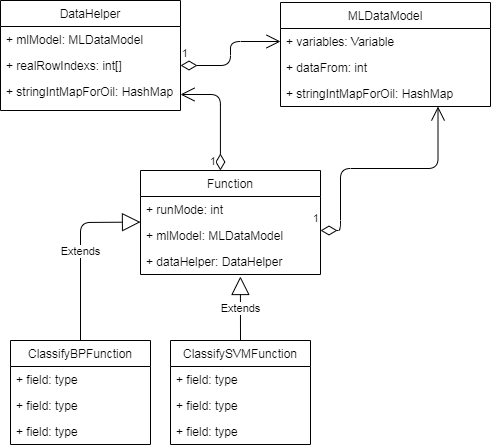 DataHelper
+ mlModel: MLDataModel
+ realRowIndexs: int[]
+ stringIntMapForOil: HashMap
1
MLDataModel
+ variables: Variable
+ dataFrom: int
+ stringIntMapForOil: HashMap
1
Function
+ runMode: int
+ mlModel: MLDataModel
+ dataHelper: DataHelper
1
Extends
Extends
ClassifyBPFunction
+ field: type
+ field: type
+ field: type
ClassifySVMFunction
+ field: type
+ field: type
+ field: type